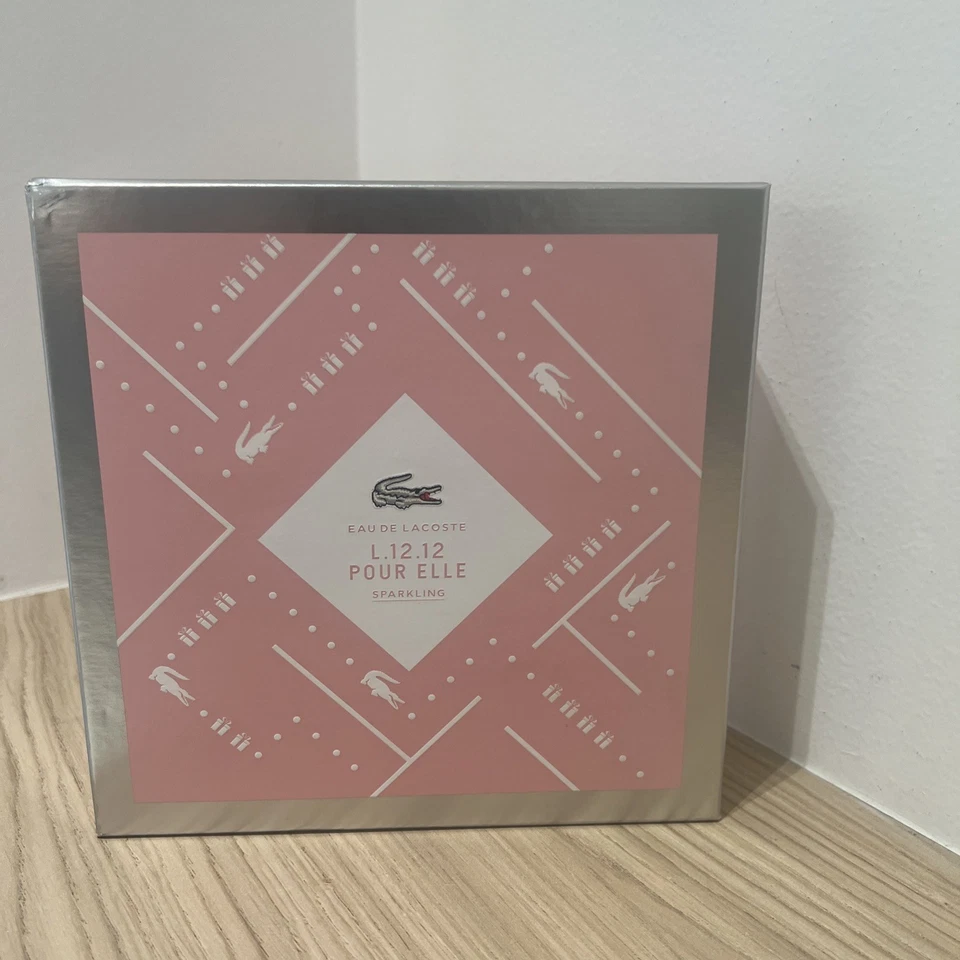 EAU DE LACOSTE
L.12.12
POUR ELLE
SPARKLING